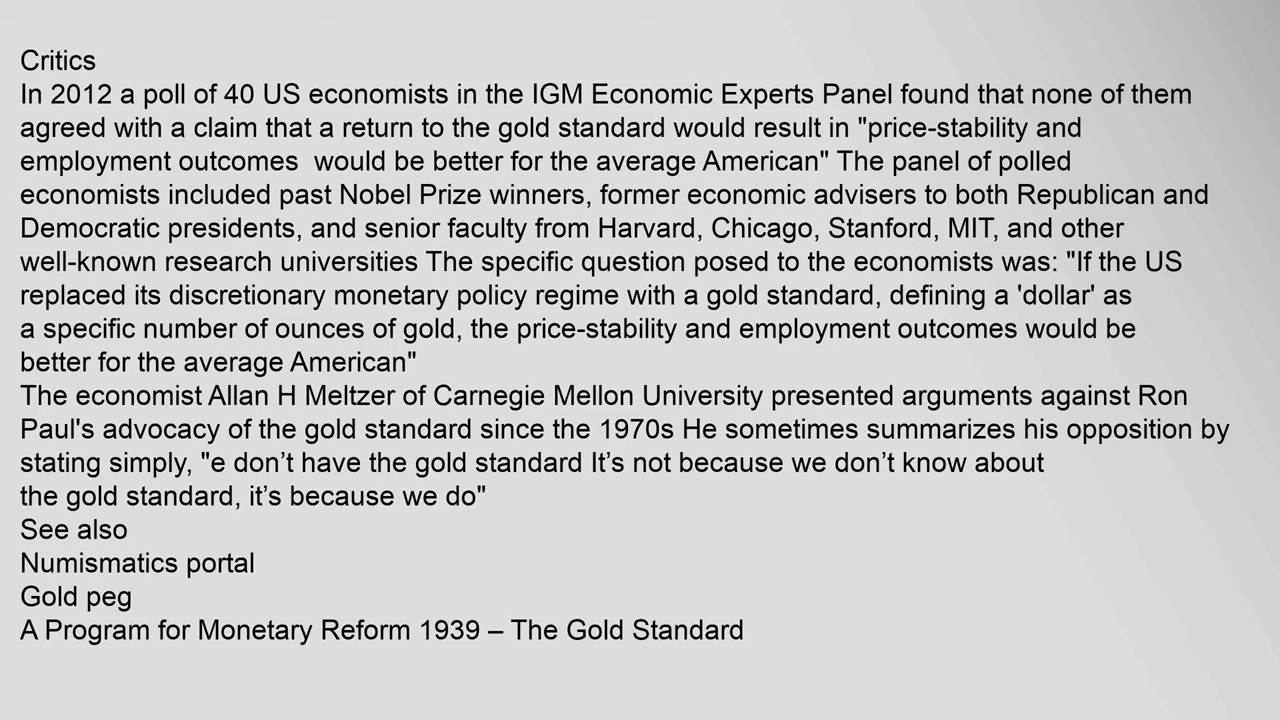 Critics
In 2012 a poll of 40 US economists in the IGM Economic Experts Panel found that none of them
agreed with a claim that a return to the gold standard would result in "price-stability and
employment outcomes  would be better for the average American" The panel of polled
economists included past Nobel Prize winners, former economic advisers to both Republican and
Democratic presidents, and senior faculty from Harvard, Chicago, Stanford, MIT, and other
well-known research universities The specific question posed to the economists was: "If the US
replaced its discretionary monetary policy regime with a gold standard, defining a 'dollar' as
a specific number of ounces of gold, the price-stability and employment outcomes would be
better for the average American"
The economist Allan H Meltzer of Carnegie Mellon University presented arguments against Ron
Paul's advocacy of the gold standard since the 1970s He sometimes summarizes his opposition by
stating simply, "e don’t have the gold standard It’s not because we don’t know about
the gold standard, it’s because we do"
See also
Numismatics portal
Gold peg
A Program for Monetary Reform 1939 – The Gold Standard